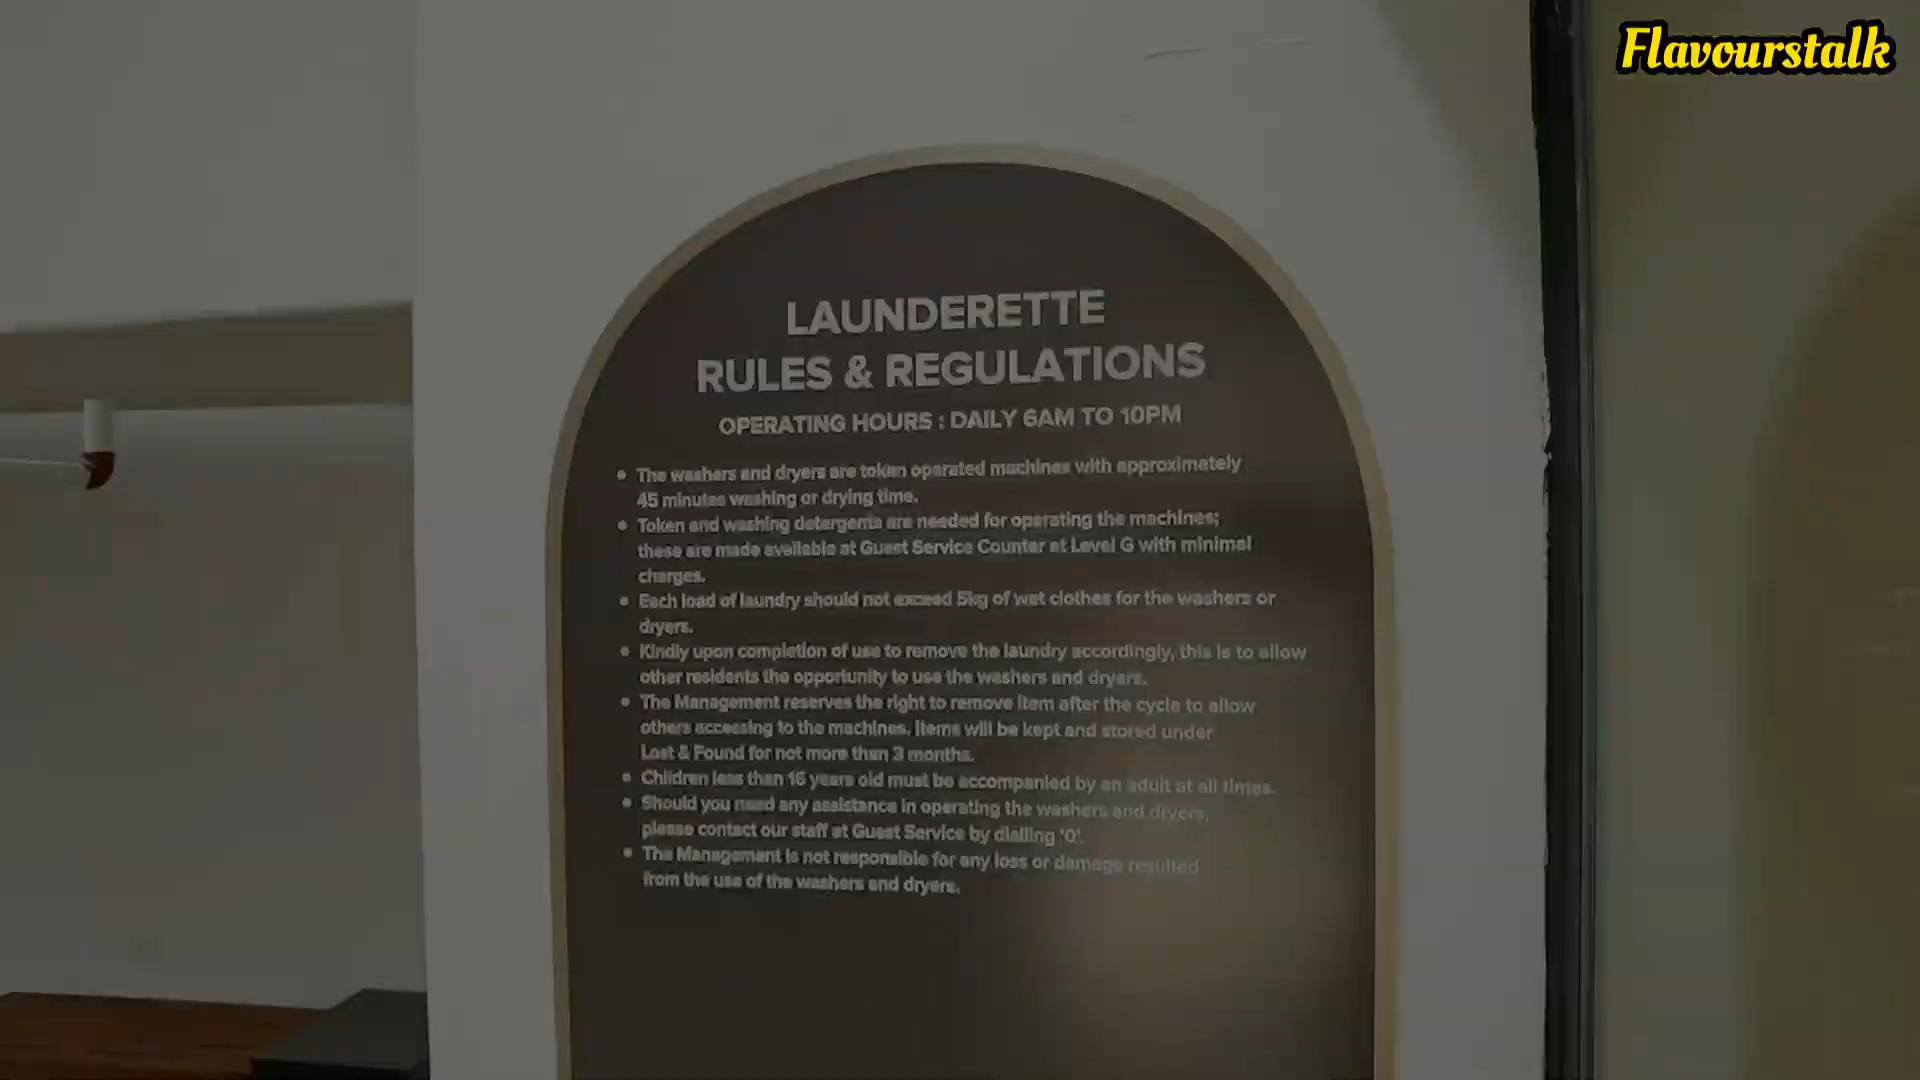 Flavourstalk
LAUNDERETTE
RULES & REGULATIONS
OPERATING HOURS : DAILY 6AM TO 10PM
• The washers and dryers are token operated machines with approximately
45 minutes washing or drying time.
• Token and washing detergents are needed for operating the machines;
these are made available at Guest Service Counter at Level G with minimal
charges.
• Each load of laundry should not exceed 5kg of wet clothes for the washers or
dryers.
• Kindly upon completion of use to remove the laundry accordingly, this is to allow
other residents the opportunity to use the washers and dryers.
• The Management reserves the right to remove item after the cycle to allow
others accessing to the machines. Items will be kept and stored under
Lost & Found for not more than 3 months.
• Children less than 16 years old must be accompanied by an adult at all times.
• Should you need any assistance in operating the washers and dryers,
please contact our staff at Guest Service by dialling '0'.
• The Management is not responsible for any loss or damage resulted
from the use of the washers and dryers.